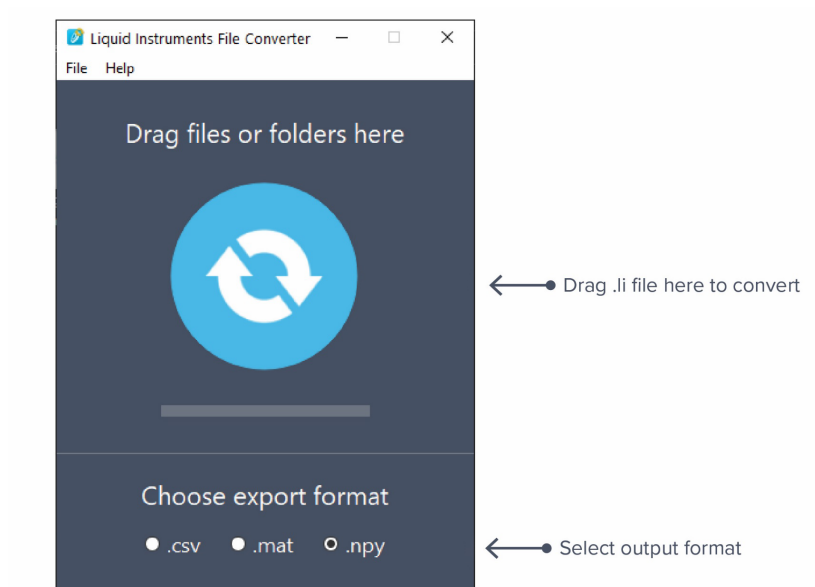 Liquid Instruments File Converter
File Help
Drag files or folders here
Drag .li file here to convert
Choose export format
.csv .mat .npy
Select output format